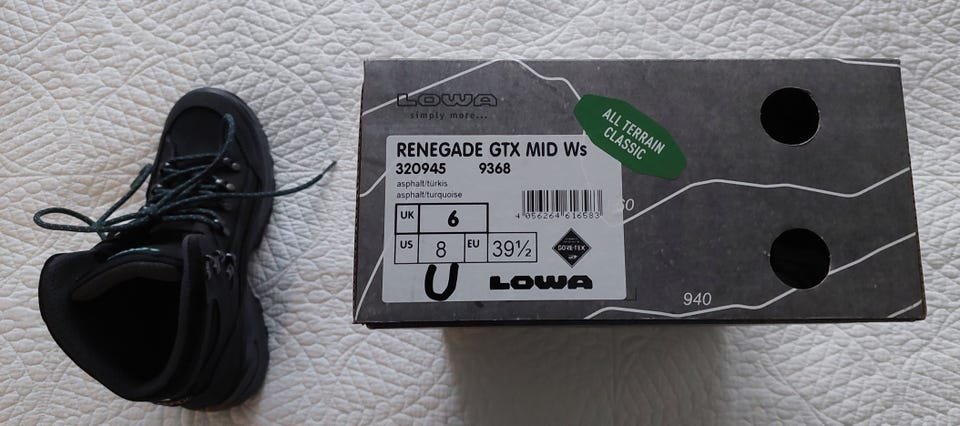 LOWA
simply more...
ALL TERRAIN
CLASSIC
RENEGADE GTX MID Ws
320945 9368
asphalt/türkis
asphalt/turquoise
4 056264 616583
UK 6
US 8 EU 39½
GORE-TEX
U
LOWA
60
940